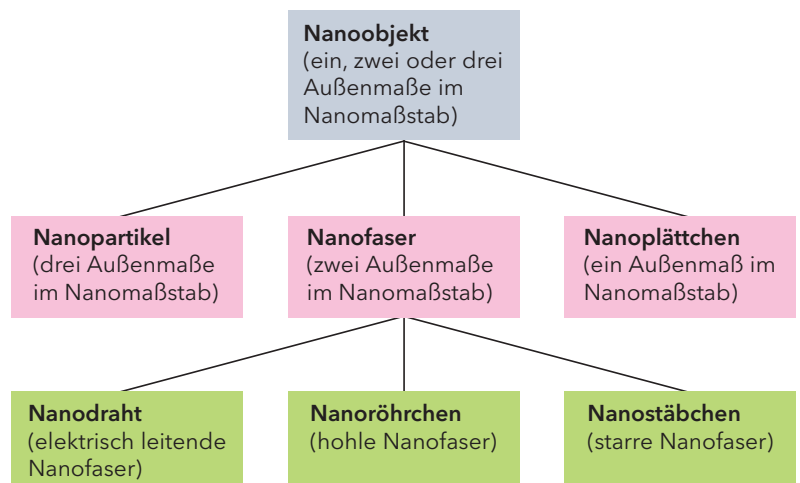 Nanoobjekt
(ein, zwei oder drei
Außenmaße im
Nanomaßstab)
Nanopartikel
(drei Außenmaße
im Nanomaßstab)
Nanofaser
(zwei Außenmaße
im Nanomaßstab)
Nanoplättchen
(ein Außenmaß im
Nanomaßstab)
Nanodraht
(elektrisch leitende
Nanofaser)
Nanoröhrchen
(hohle Nanofaser)
Nanostäbchen
(starre Nanofaser)